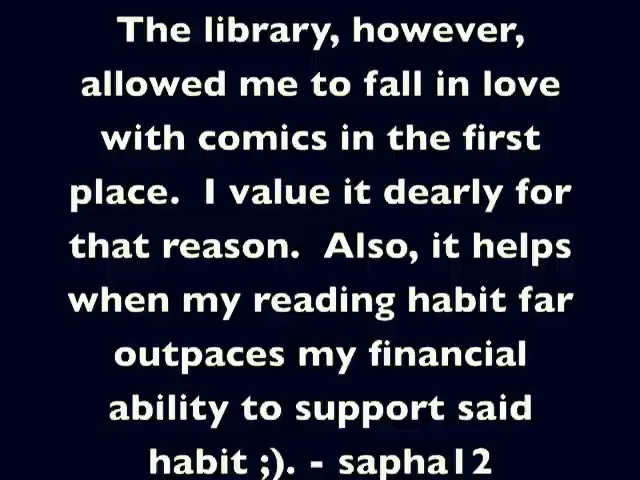 The library, however,
allowed me to fall in love
with comics in the first
place.  I value it dearly for
that reason.  Also, it helps
when my reading habit far
outpaces my financial
ability to support said
habit ;). - sapha12